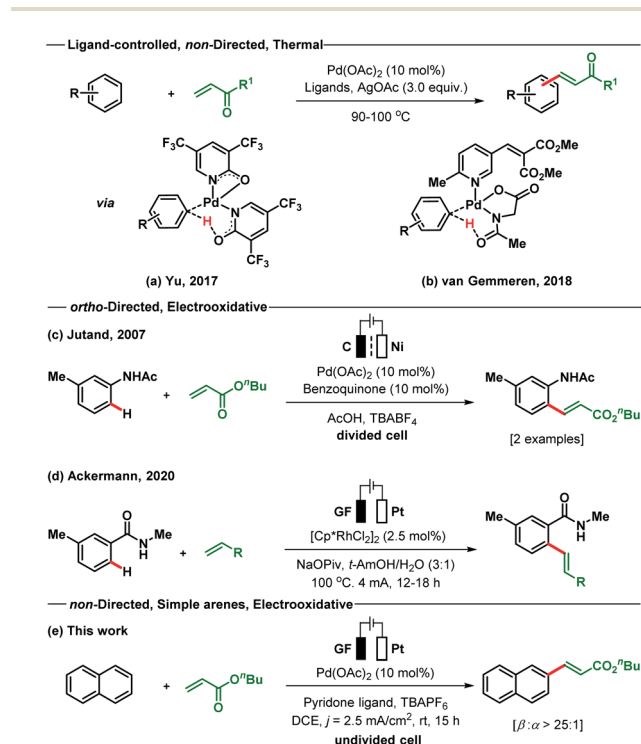 Ligand-controlled, non-Directed, Thermal
R
+
R¹
O
Pd(OAc)₂ (10 mol%)
Ligands, AgOAc (3.0 equiv.)
90-100 °C
R
O
R¹
via
CF₃
F₃C
N
O
Pd
H
N
CF₃
R
O
CF₃
(a) Yu, 2017
CO₂Me
Me
N
CO₂Me
O
O
Pd
H
N
R
O
Me
(b) van Gemmeren, 2018
ortho-Directed, Electrooxidative
(c) Jutand, 2007
Me
NHAc
H
+
OⁿBu
O
C
Ni
Pd(OAc)₂ (10 mol%)
Benzoquinone (10 mol%)
AcOH, TBABF₄
divided cell
Me
NHAc
CO₂ⁿBu
[2 examples]
(d) Ackermann, 2020
O
Me
N
H
Me
H
+
R
GF
Pt
[Cp*RhCl₂]₂ (2.5 mol%)
NaOPiv, t-AmOH/H₂O (3:1)
100 °C. 4 mA, 12-18 h
O
Me
N
H
Me
R
non-Directed, Simple arenes, Electrooxidative
(e) This work
+
OⁿBu
O
GF
Pt
Pd(OAc)₂ (10 mol%)
Pyridone ligand, TBAPF₆
DCE, j = 2.5 mA/cm², rt, 15 h
undivided cell
CO₂ⁿBu
[β:α > 25:1]